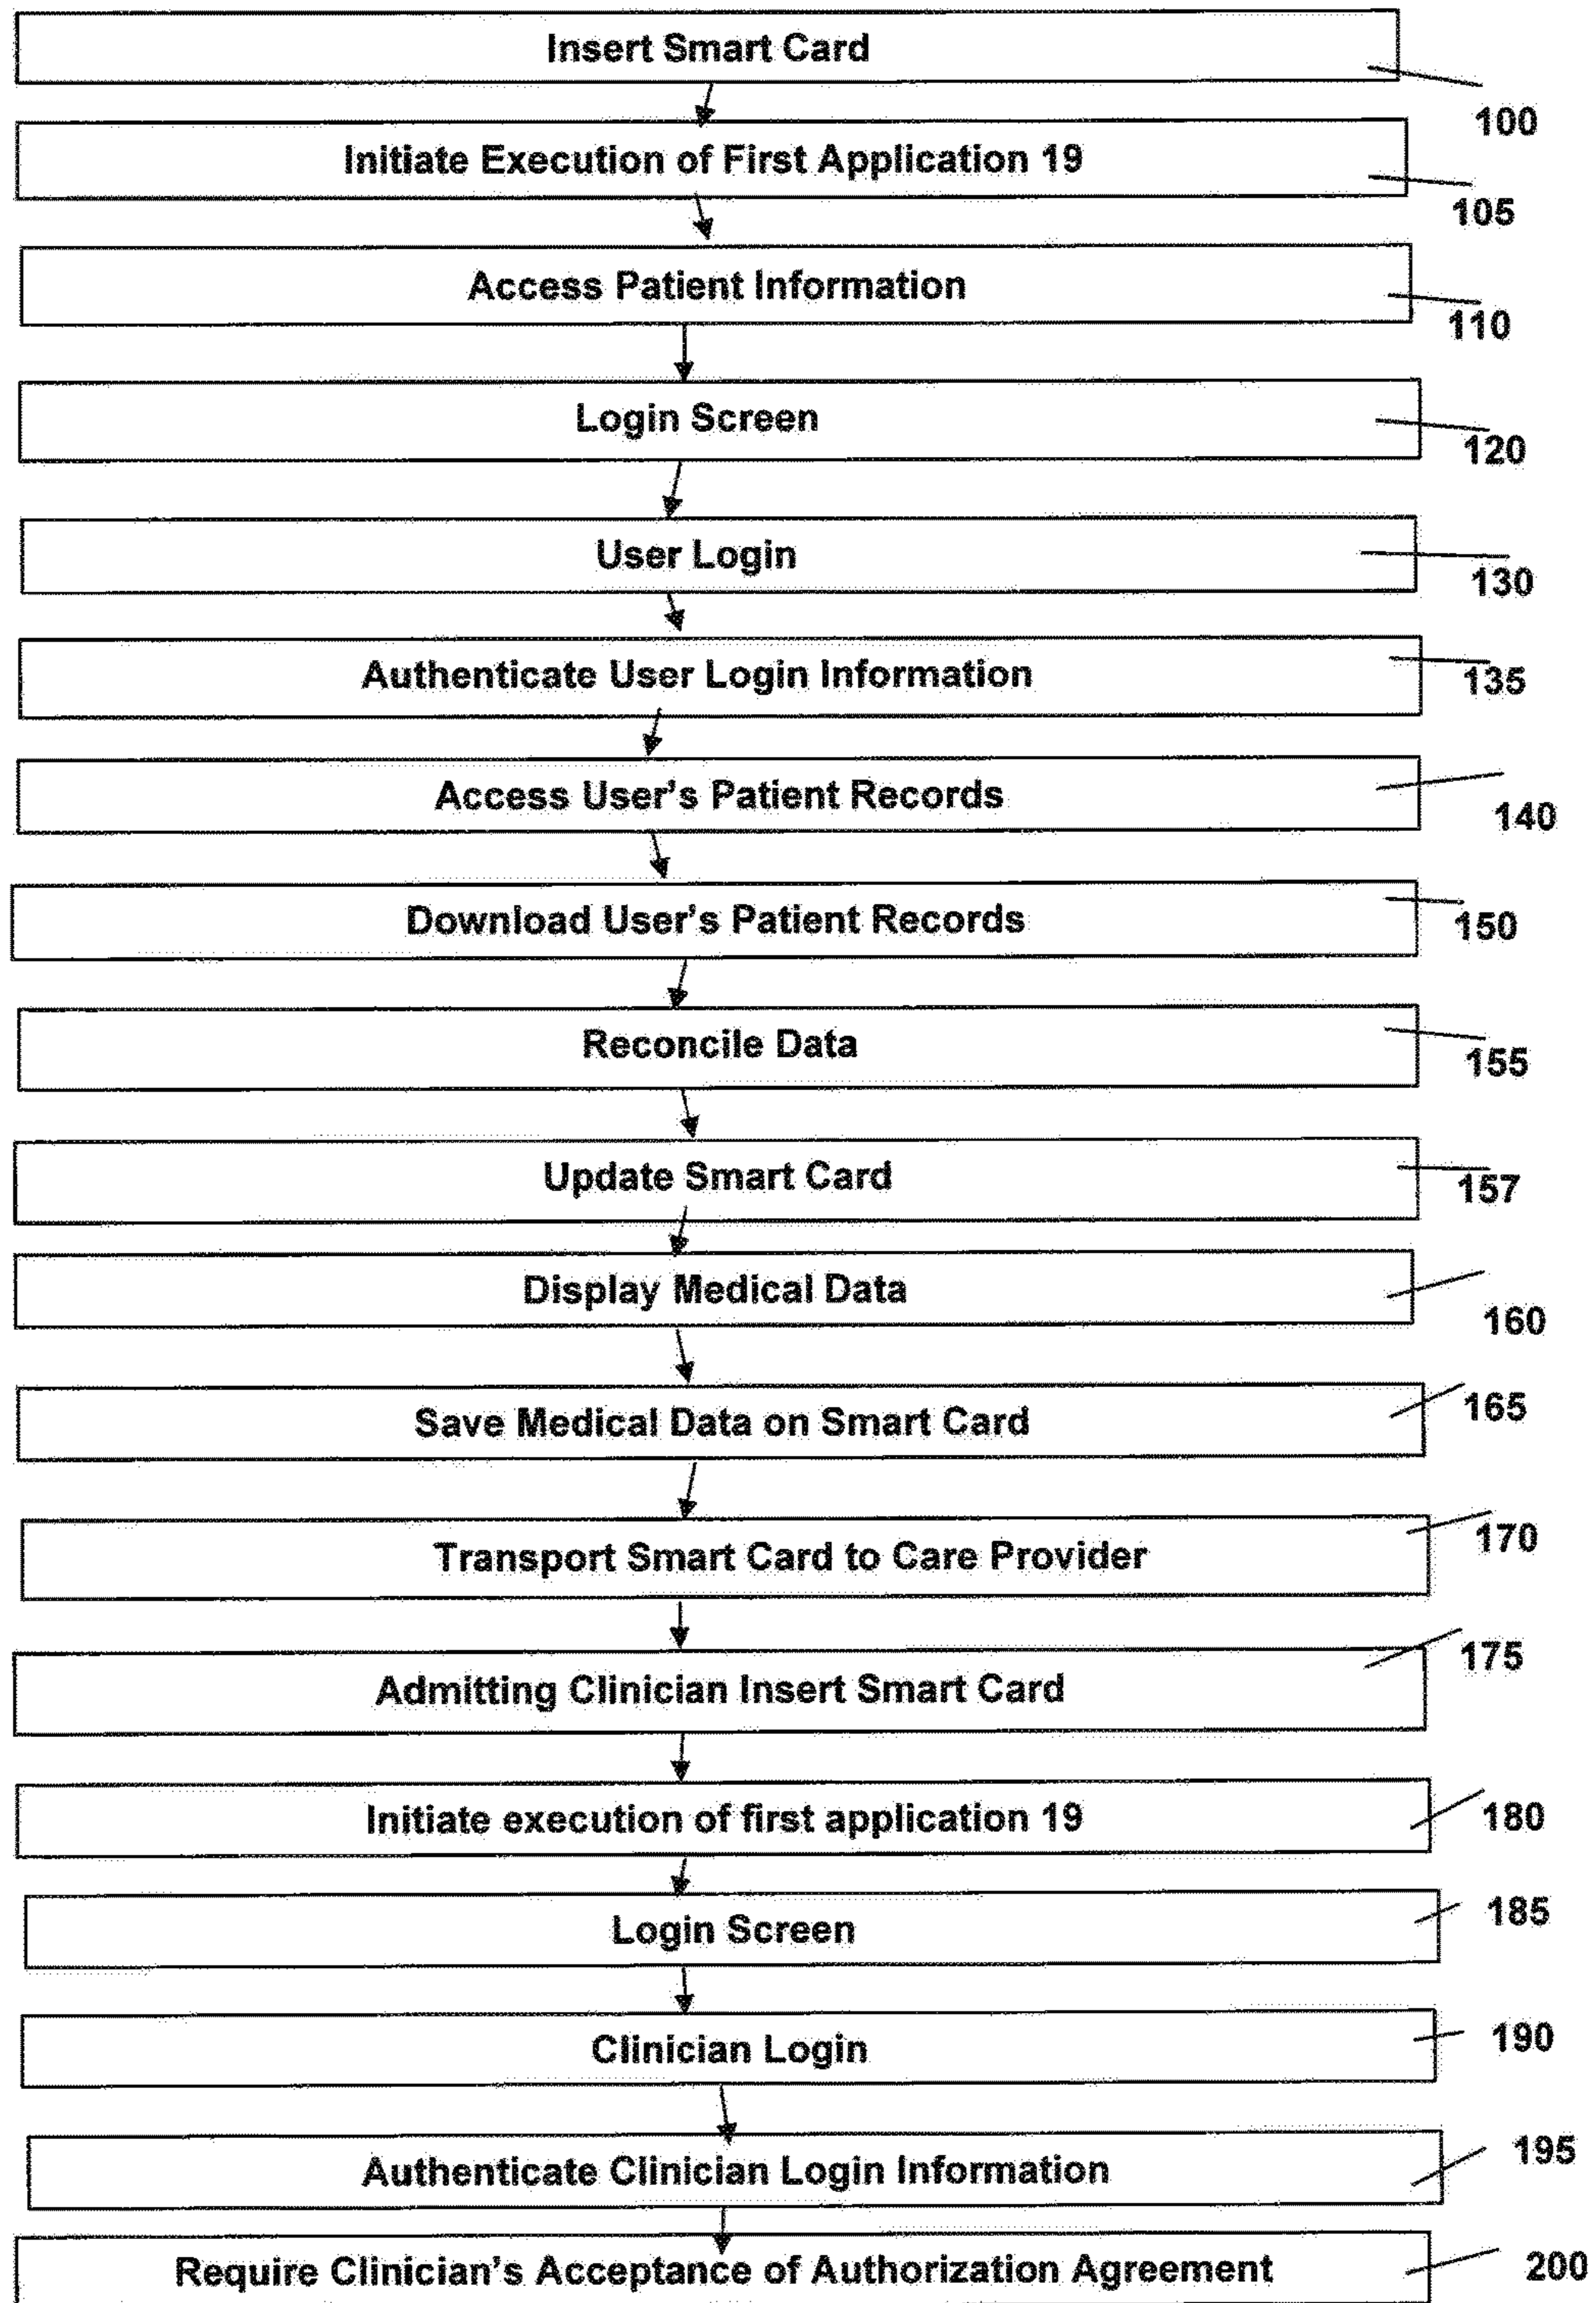 Insert Smart Card
100
Initiate Execution of First Application 19
105
Access Patient Information
110
Login Screen
120
User Login
130
Authenticate User Login Information
135
Access User's Patient Records
140
Download User's Patient Records
150
Reconcile Data
155
Update Smart Card
157
Display Medical Data
160
Save Medical Data on Smart Card
165
Transport Smart Card to Care Provider
170
Admitting Clinician Insert Smart Card
175
Initiate execution of first application 19
180
Login Screen
185
Clinician Login
190
Authenticate Clinician Login Information
195
Require Clinician's Acceptance of Authorization Agreement
200